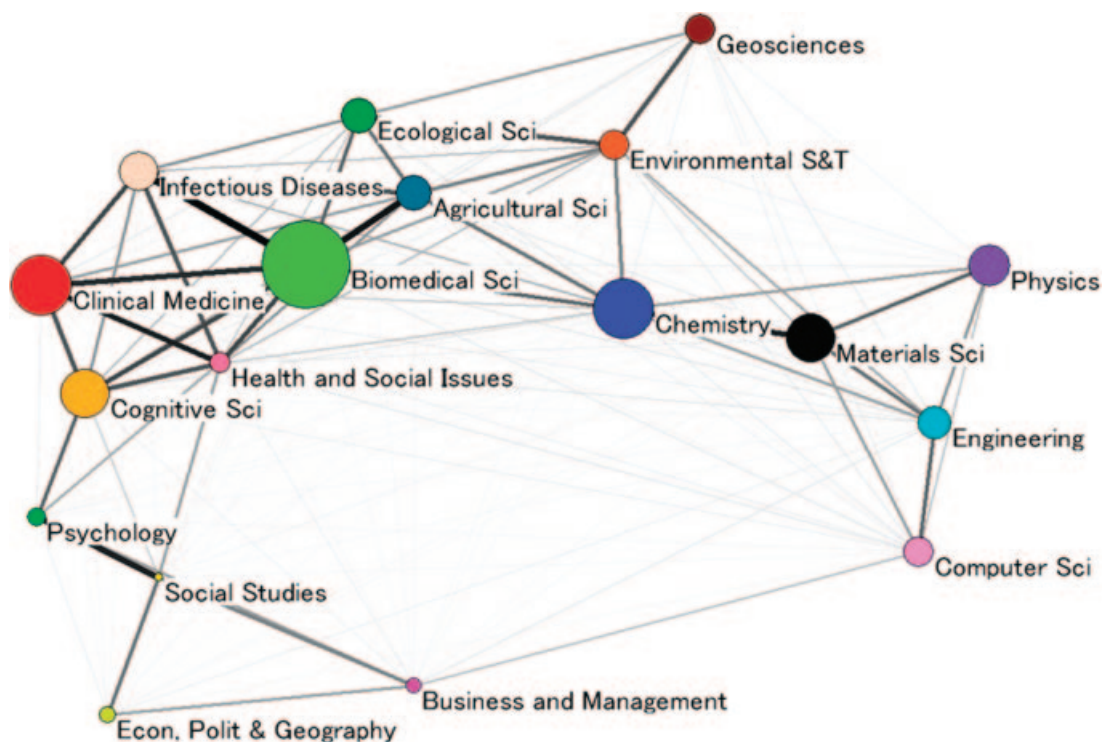 Geosciences
Ecological Sci
Environmental S&T
Infectious Diseases
Agricultural Sci
Biomedical Sci
Physics
Clinical Medicine
Chemistry
Materials Sci
Health and Social Issues
Cognitive Sci
Engineering
Psychology
Computer Sci
Social Studies
Business and Management
Econ, Polit & Geography